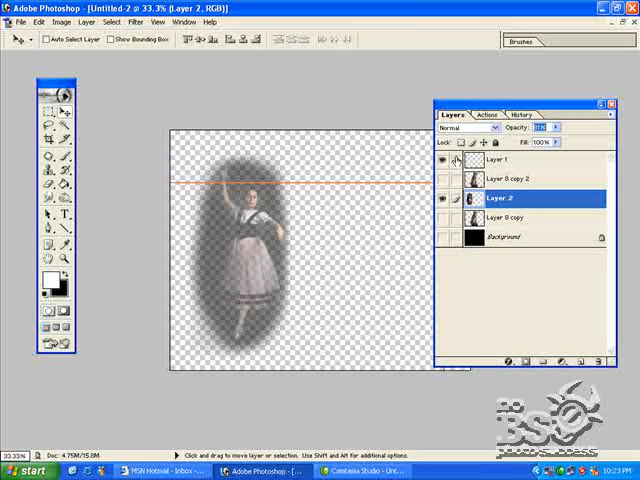 Adobe Photoshop - [Untitled-2 @ 33.3% (Layer 2, RGB)]
File Edit Image Layer Select Filter View Window Help
Auto Select Layer Show Bounding Box
Brushes
Layers Actions History
Normal Opacity: 81%
Lock: Fill: 100%
Layer 1
Layer 8 copy 2
Layer 2
Layer 8 copy
Background
33.33% Doc: 4.75M/15.8M Click and drag to move layer or selection. Use Shift and Alt for additional options.
start MSN Hotmail - Inbox -... Adobe Photoshop - [... Camtasia Studio - Unt... 10:23 PM